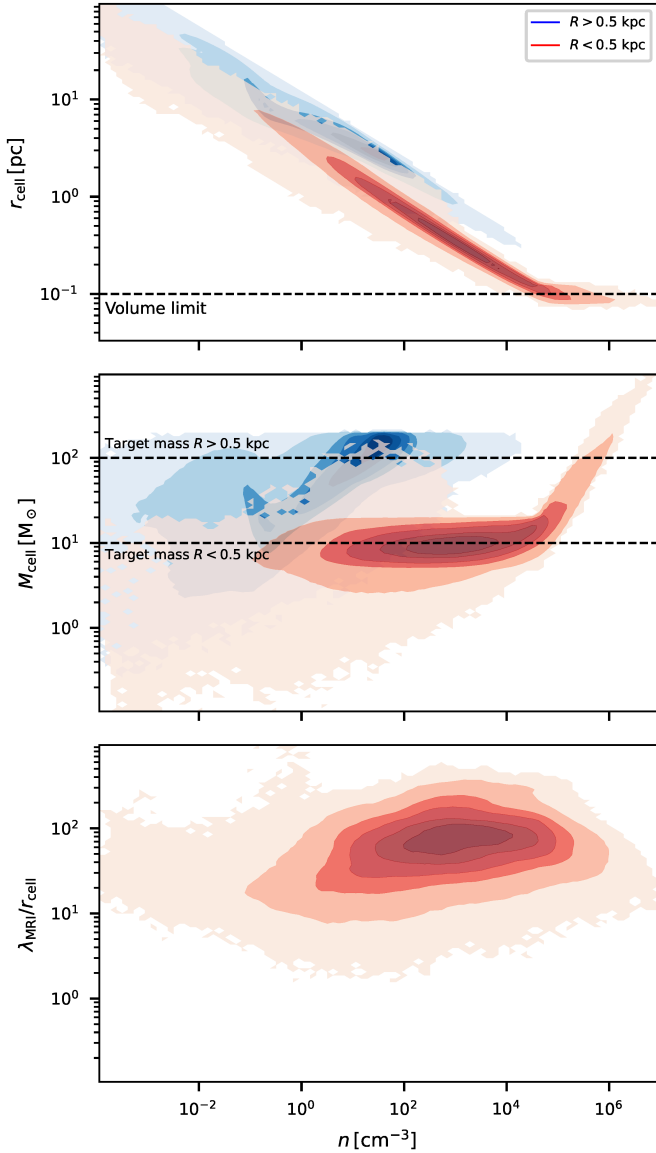 R > 0.5 kpc
R < 0.5 kpc
10¹
10⁰
10⁻¹
r_cell [pc]
Volume limit
10²
10¹
10⁰
M_cell [M_⊙]
Target mass R > 0.5 kpc
Target mass R < 0.5 kpc
10²
10¹
10⁰
λ_MRI/r_cell
10⁻² 10⁰ 10² 10⁴ 10⁶
n [cm⁻³]